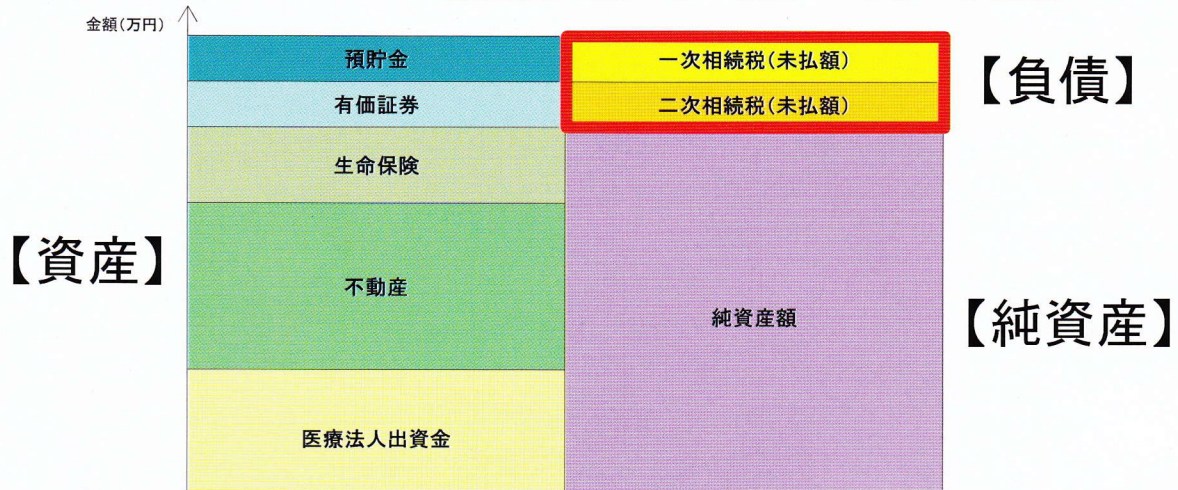 金額(万円)
預貯金
一次相続税(未払額)
【負債】
有価証券
二次相続税(未払額)
生命保険
【資産】
不動産
純資産額
【純資産】
医療法人出資金